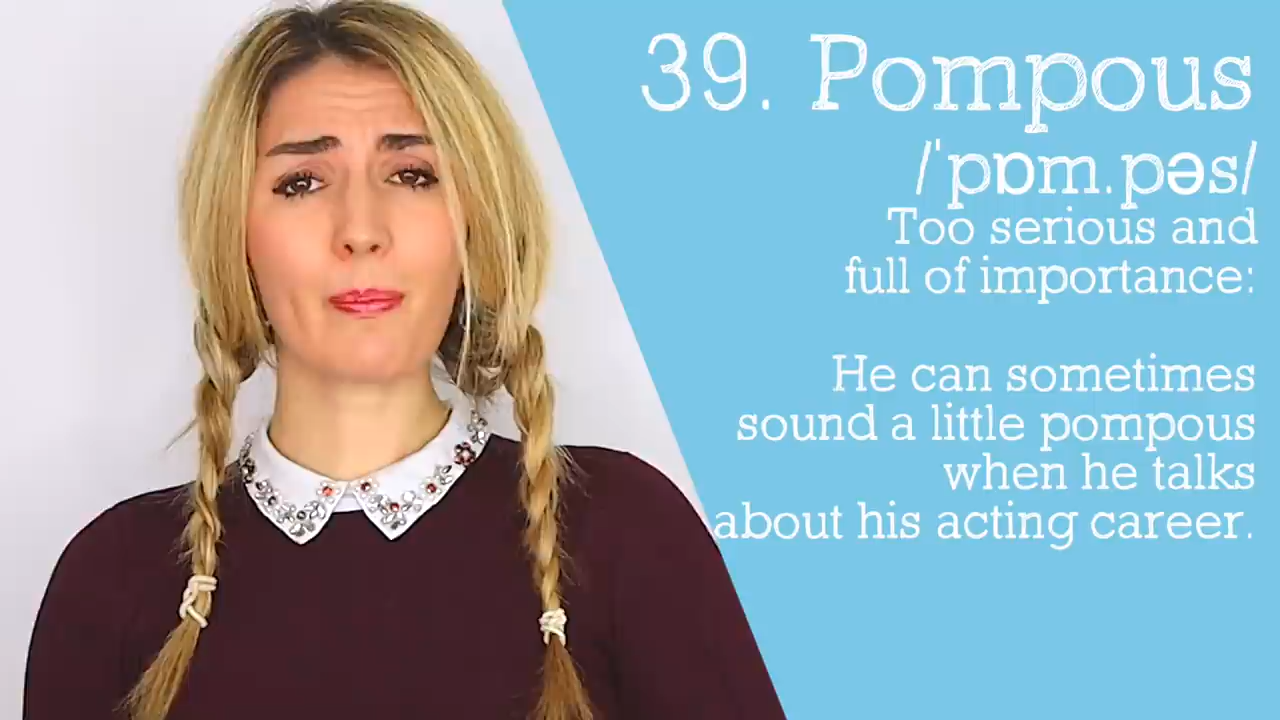 39. Pompous
/ˈpɒm.pəs/
Too serious and
full of importance:
He can sometimes
sound a little pompous
when he talks
about his acting career.